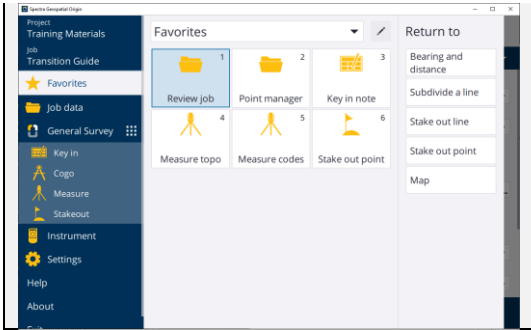 Spectra Geospatial Origin
Project
Training Materials
Job
Transition Guide
Favorites
Job data
General Survey
Key in
Cogo
Measure
Stakeout
Instrument
Settings
Help
About
Exit
Favorites
1
Review job
2
Point manager
3
Key in note
4
Measure topo
5
Measure codes
6
Stake out point
Return to
Bearing and
distance
Subdivide a line
Stake out line
Stake out point
Map